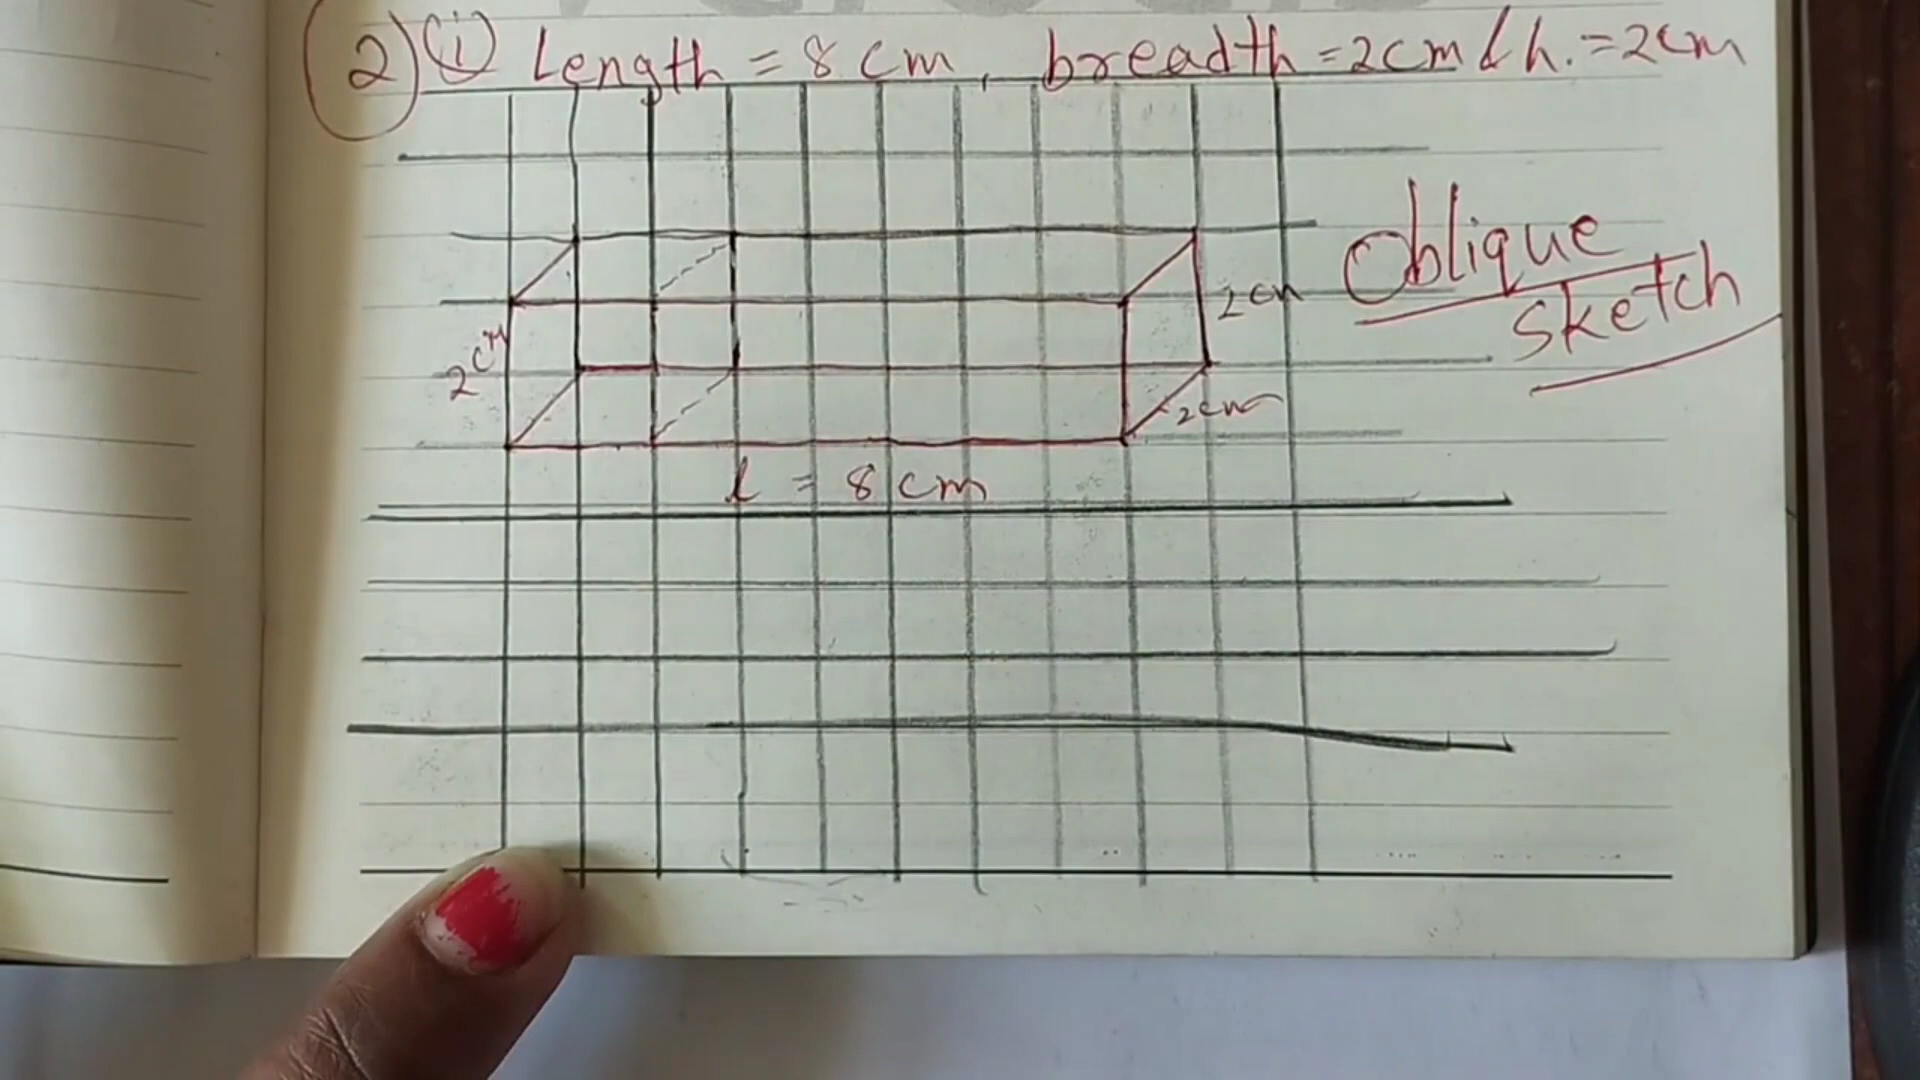 2) (i) Length = 8 cm, breadth = 2cm & h. = 2cm
Oblique
sketch
2cm
2cm
2cm
l = 8 cm